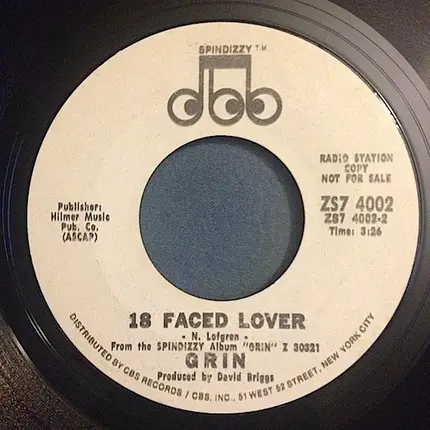 SPINDIZZY ™
RADIO STATION
COPY
NOT FOR SALE
Publisher:
Hilmer Music
Pub. Co.
(ASCAP)
ZS7 4002
ZS7 4002-2
Time: 3:26
18 FACED LOVER
- N. Lofgren -
From the SPINDIZZY Album "GRIN" Z 30321
GRIN
Produced by David Briggs
DISTRIBUTED BY CBS RECORDS / CBS, INC., 51 WEST 52 STREET, NEW YORK CITY